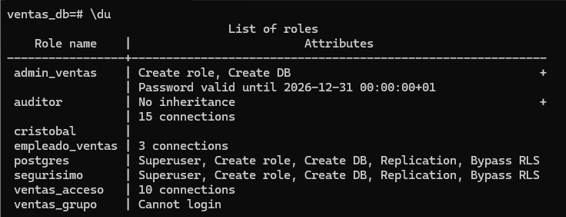 ventas_db=# \du
List of roles
Role name | Attributes
----------------+------------------------------------------------------------
admin_ventas | Create role, Create DB +
| Password valid until 2026-12-31 00:00:00+01
auditor | No inheritance +
| 15 connections
cristobal |
empleado_ventas | 3 connections
postgres | Superuser, Create role, Create DB, Replication, Bypass RLS
segurisimo | Superuser, Create role, Create DB, Replication, Bypass RLS
ventas_acceso | 10 connections
ventas_grupo | Cannot login